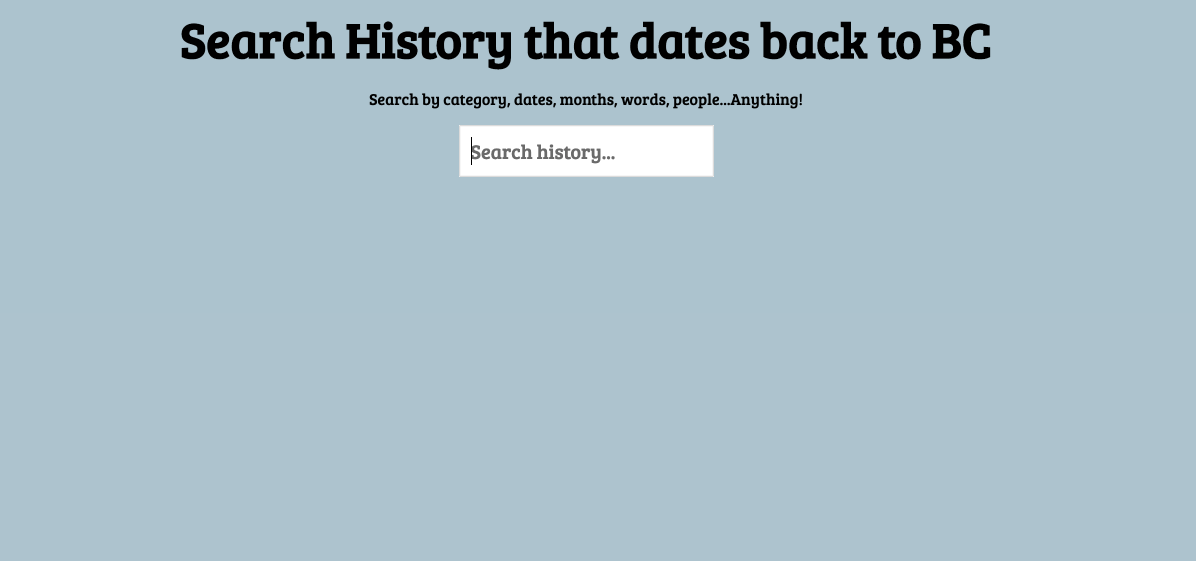 Search History that dates back to BC
Search by category, dates, months, words, people...Anything!
Search history...